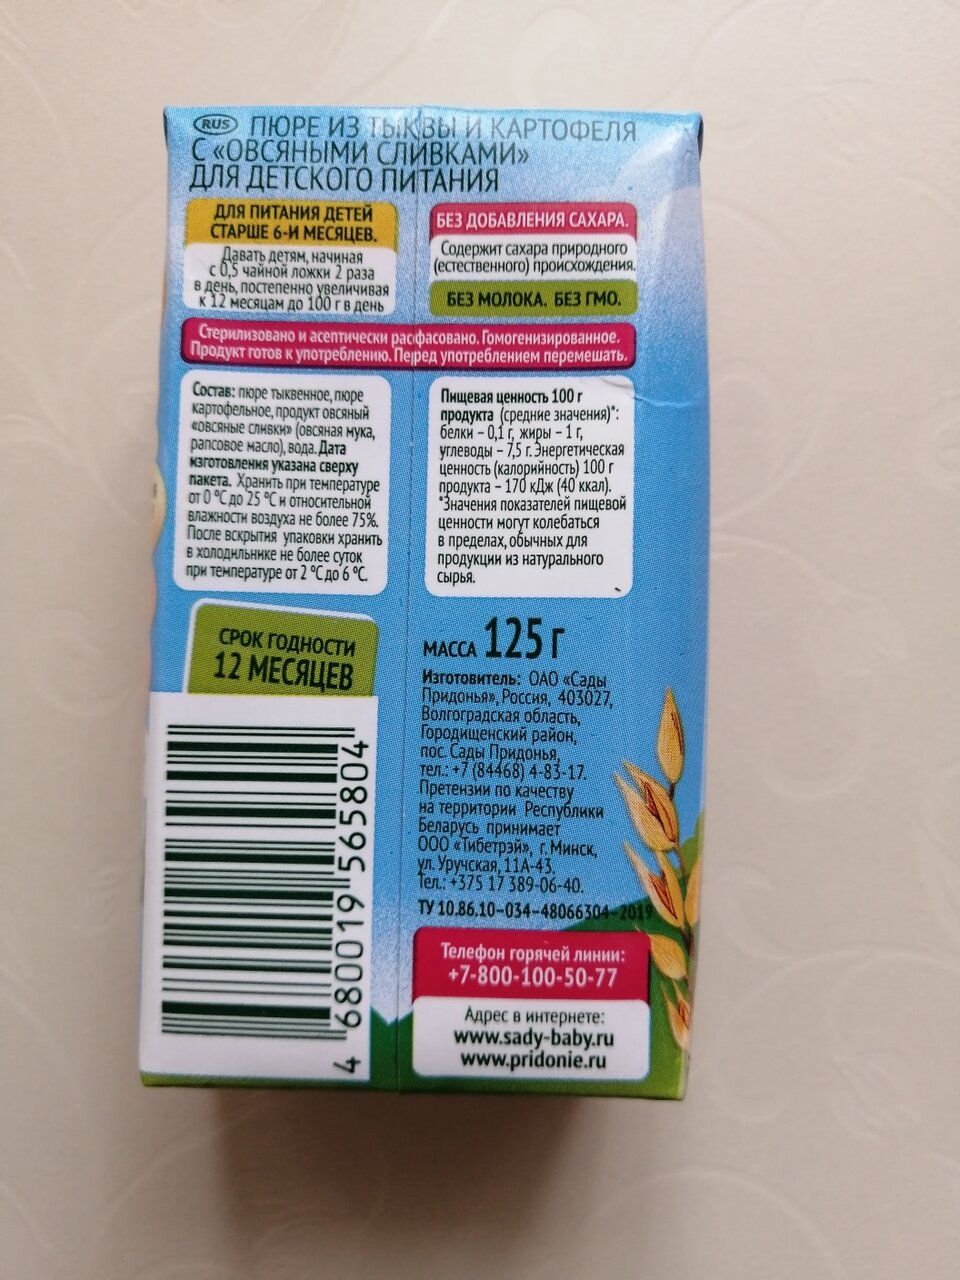 RUS ПЮРЕ ИЗ ТЫКВЫ И КАРТОФЕЛЯ
С «ОВСЯНЫМИ СЛИВКАМИ»
ДЛЯ ДЕТСКОГО ПИТАНИЯ
ДЛЯ ПИТАНИЯ ДЕТЕЙ
СТАРШЕ 6-И МЕСЯЦЕВ.
Давать детям, начиная
с 0,5 чайной ложки 2 раза
в день, постепенно увеличивая
к 12 месяцам до 100 г в день
БЕЗ ДОБАВЛЕНИЯ САХАРА.
Содержит сахара природного
(естественного) происхождения.
БЕЗ МОЛОКА. БЕЗ ГМО.
Стерилизовано и асептически расфасовано. Гомогенизированное.
Продукт готов к употреблению. Перед употреблением перемешать.
Состав: пюре тыквенное, пюре
картофельное, продукт овсяный
«овсяные сливки» (овсяная мука,
рапсовое масло), вода. Дата
изготовления указана сверху
пакета. Хранить при температуре
от 0 °С до 25 °С и относительной
влажности воздуха не более 75%.
После вскрытия упаковки хранить
в холодильнике не более суток
при температуре от 2 °С до 6 °С.
Пищевая ценность 100 г
продукта (средние значения)*:
белки – 0,1 г, жиры – 1 г,
углеводы – 7,5 г. Энергетическая
ценность (калорийность) 100 г
продукта – 170 кДж (40 ккал).
*Значения показателей пищевой
ценности могут колебаться
в пределах, обычных для
продукции из натурального
сырья.
СРОК ГОДНОСТИ
12 МЕСЯЦЕВ
4 680019 565804
МАССА 125 г
Изготовитель: ОАО «Сады
Придонья», Россия, 403027,
Волгоградская область,
Городищенский район,
пос. Сады Придонья,
тел.: +7 (84468) 4-83-17.
Претензии по качеству
на территории Республики
Беларусь принимает
ООО «Тибетрэй», г. Минск,
ул. Уручская, 11А-43.
Тел.: +375 17 389-06-40.
ТУ 10.86.10–034–48066304–2019
Телефон горячей линии:
+7-800-100-50-77
Адрес в интернете:
www.sady-baby.ru
www.pridonie.ru